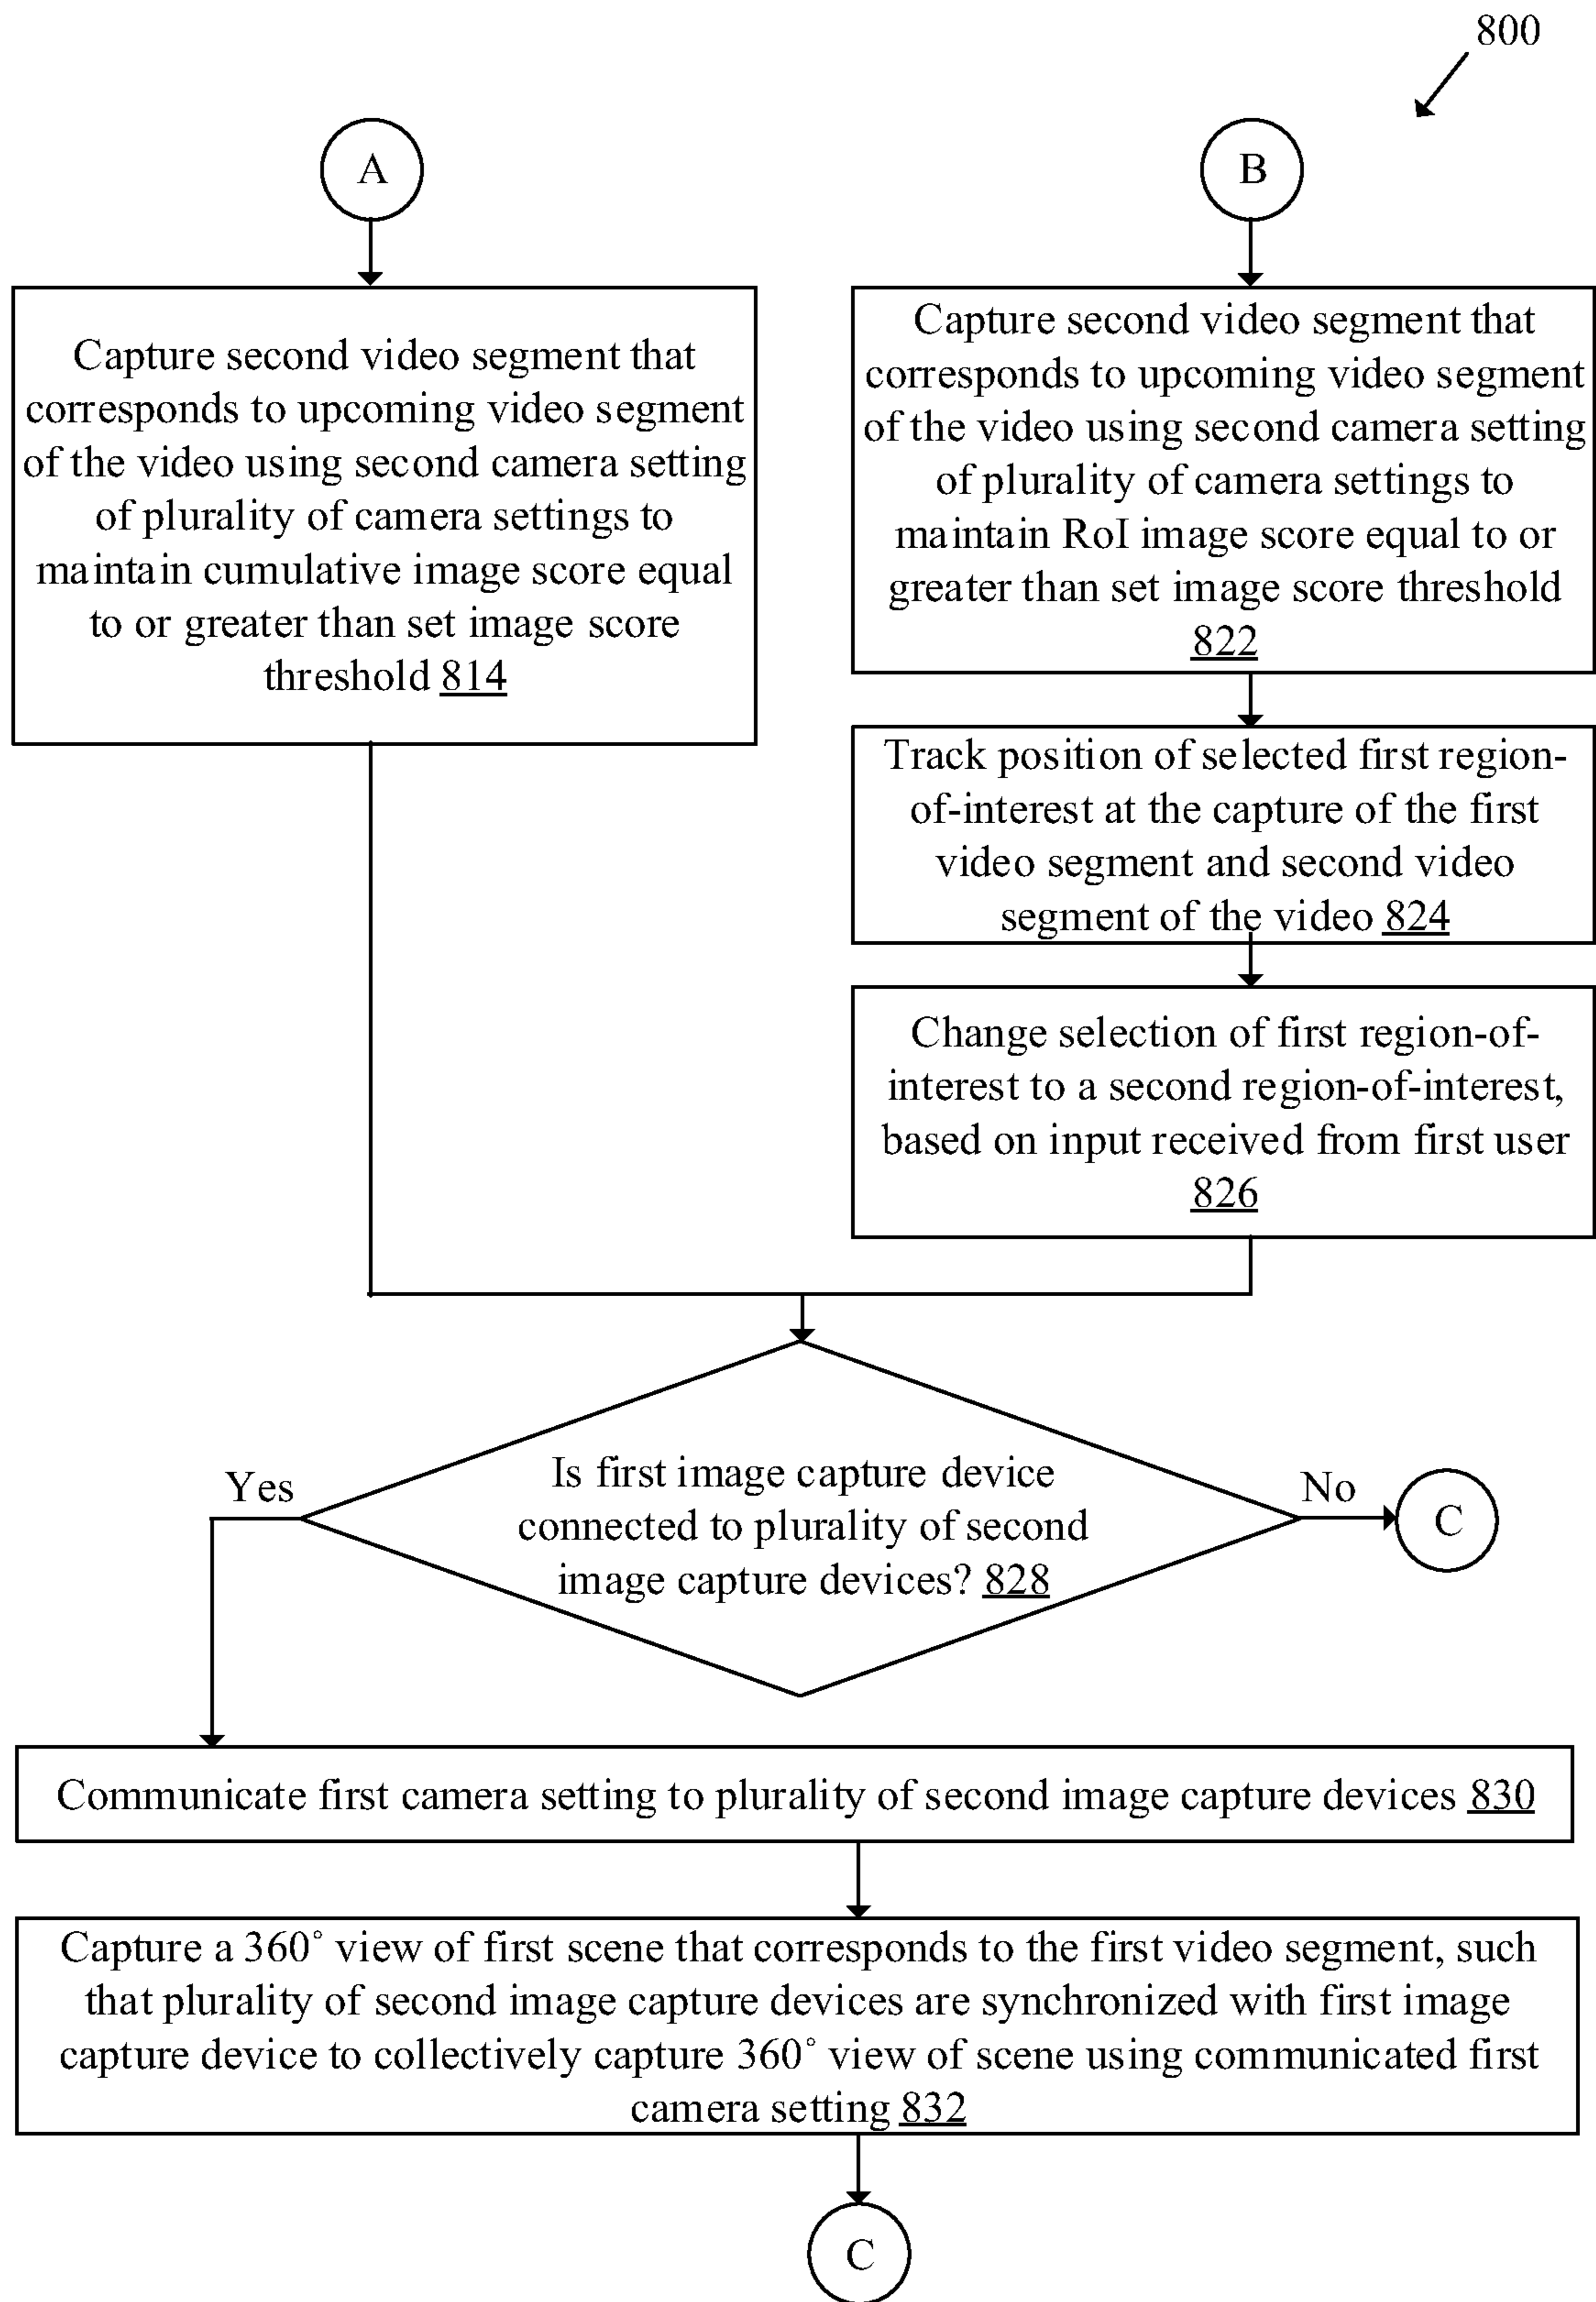 800
A
B
Capture second video segment that
corresponds to upcoming video segment
of the video using second camera setting
of plurality of camera settings to
maintain cumulative image score equal
to or greater than set image score
threshold 814
Capture second video segment that
corresponds to upcoming video segment
of the video using second camera setting
of plurality of camera settings to
maintain RoI image score equal to or
greater than set image score threshold
822
Track position of selected first region-
of-interest at the capture of the first
video segment and second video
segment of the video 824
Change selection of first region-of-
interest to a second region-of-interest,
based on input received from first user
826
Is first image capture device
connected to plurality of second
image capture devices? 828
Yes
No
C
Communicate first camera setting to plurality of second image capture devices 830
Capture a 360° view of first scene that corresponds to the first video segment, such
that plurality of second image capture devices are synchronized with first image
capture device to collectively capture 360° view of scene using communicated first
camera setting 832
C